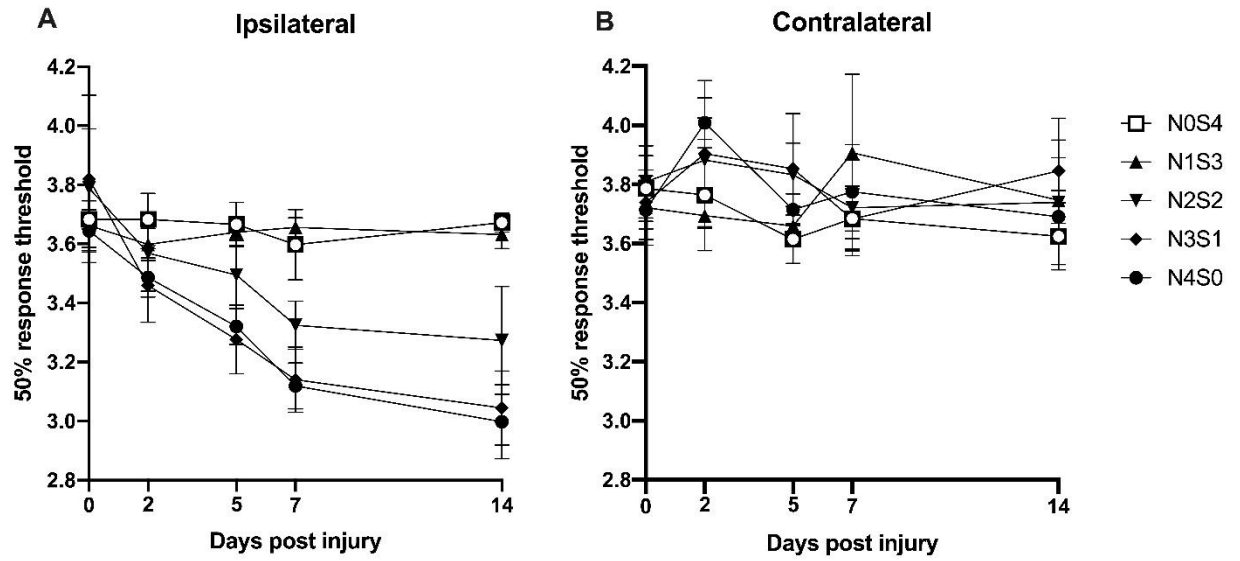 A
Ipsilateral
50% response threshold
4.2
4.0
3.8
3.6
3.4
3.2
3.0
2.8
0 2 5 7 14
Days post injury
B
Contralateral
50% response threshold
4.2
4.0
3.8
3.6
3.4
3.2
3.0
2.8
0 2 5 7 14
Days post injury
N0S4
N1S3
N2S2
N3S1
N4S0